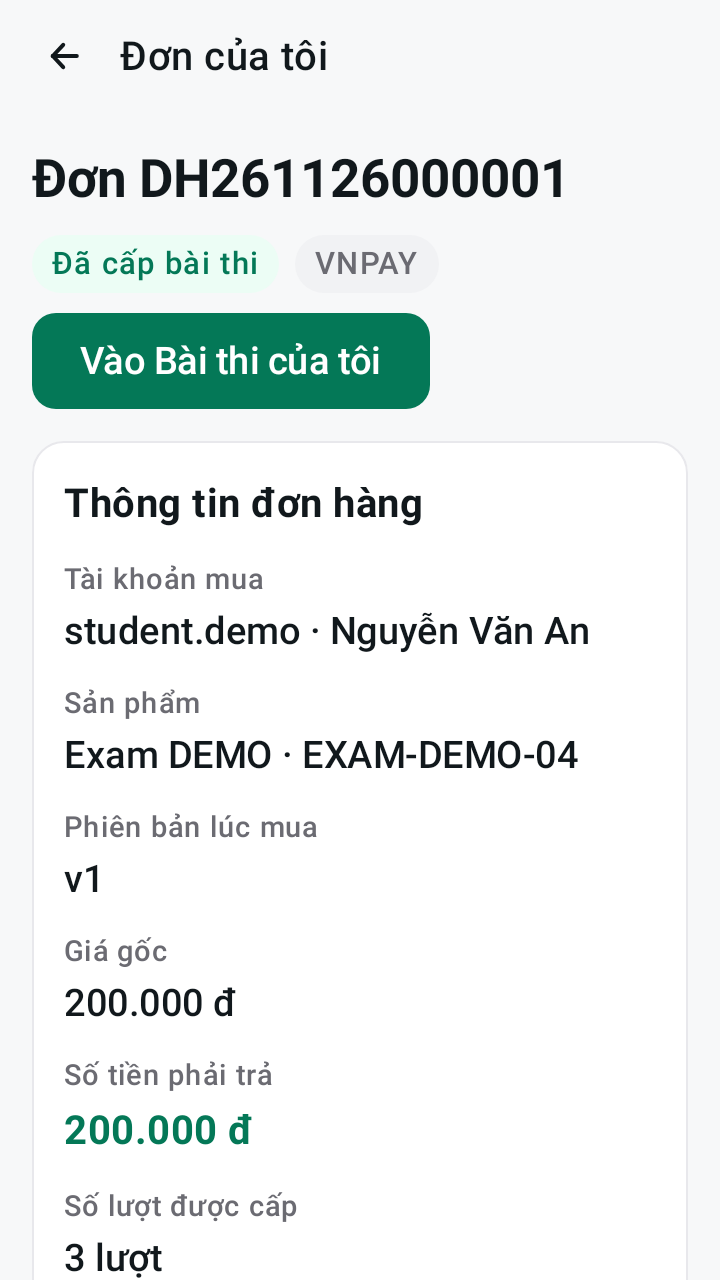 Đơn của tôi
Đơn DH261126000001
Đã cấp bài thi VNPAY
Vào Bài thi của tôi
Thông tin đơn hàng
Tài khoản mua
student.demo · Nguyễn Văn An
Sản phẩm
Exam DEMO · EXAM-DEMO-04
Phiên bản lúc mua
v1
Giá gốc
200.000 đ
Số tiền phải trả
200.000 đ
Số lượt được cấp
3 lượt